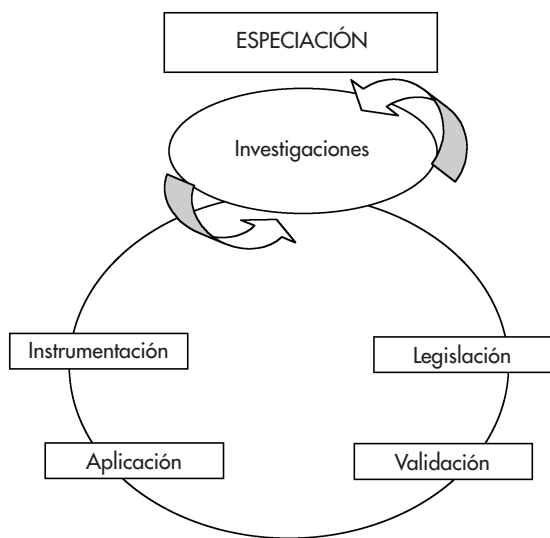 ESPECIACIÓN
Investigaciones
Instrumentación
Legislación
Aplicación
Validación